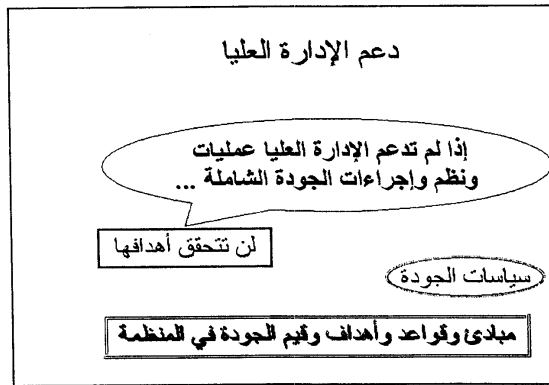 دعم الإدارة العليا
إذا لم تدعم الإدارة العليا عمليات
ونظم وإجراءات الجودة الشاملة ...
لن تتحقق أهدافها
سياسات الجودة
مبادئ وقواعد وأهداف وقيم الجودة في المنظمة